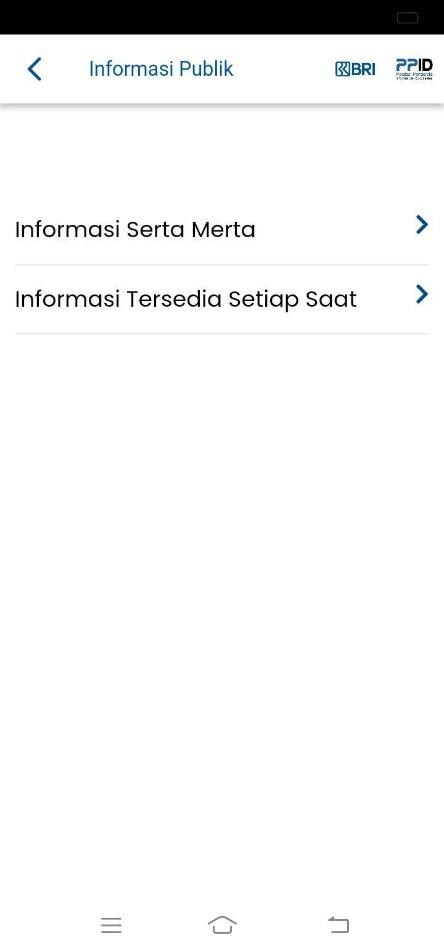 Informasi Publik
BRI
PPID
Informasi Serta Merta
Informasi Tersedia Setiap Saat